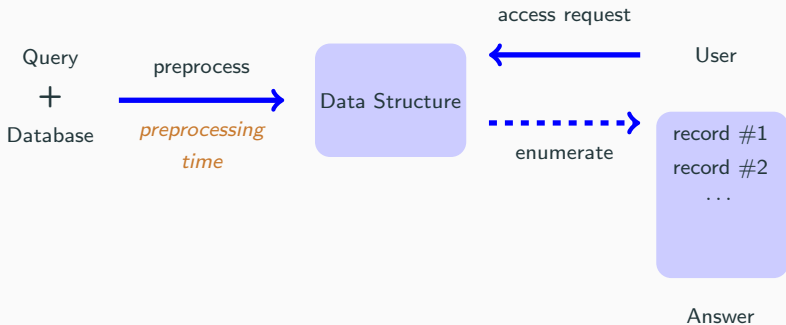 Query
+
Database
preprocess
preprocessing
time
Data Structure
access request
User
enumerate
record #1
record #2
...
Answer